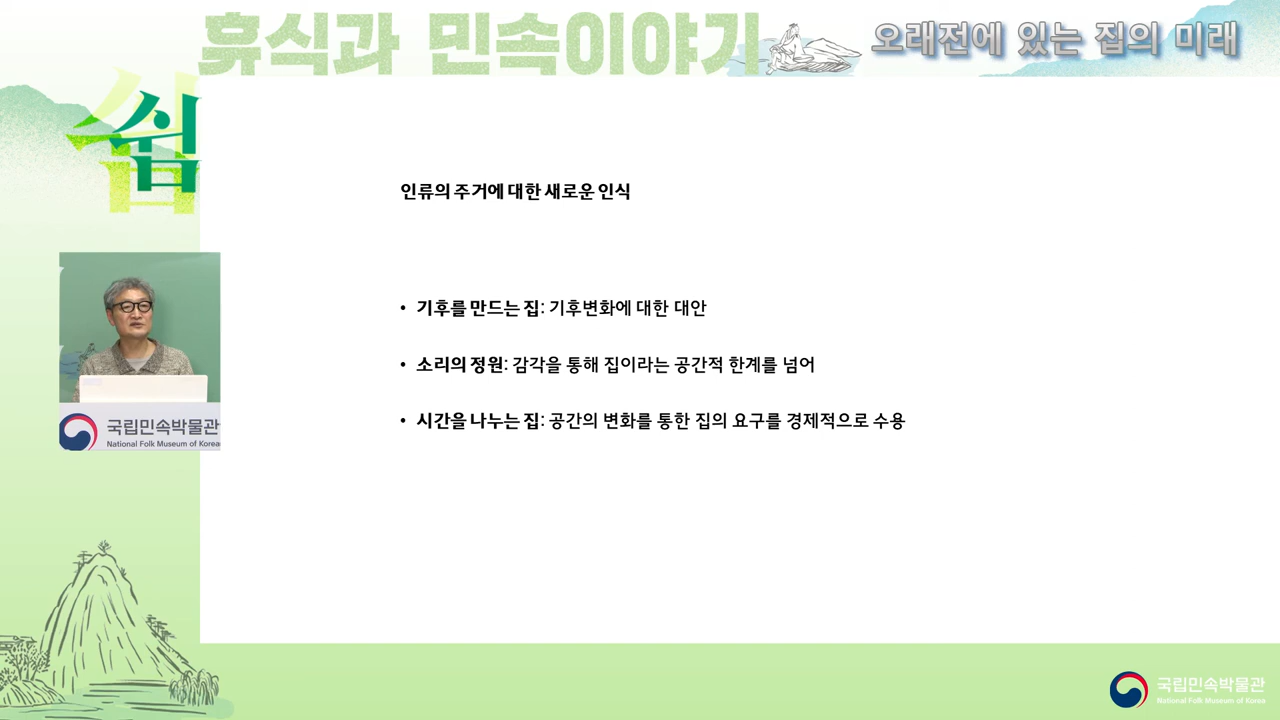 휴식과 민속이야기
오래전에 있는 집의 미래
쉼
인류의 주거에 대한 새로운 인식
• 기후를 만드는 집: 기후변화에 대한 대안
• 소리의 정원: 감각을 통해 집이라는 공간적 한계를 넘어
• 시간을 나누는 집: 공간의 변화를 통한 집의 요구를 경제적으로 수용
국립민속박물관
National Folk Museum of Korea
국립민속박물관
National Folk Museum of Korea